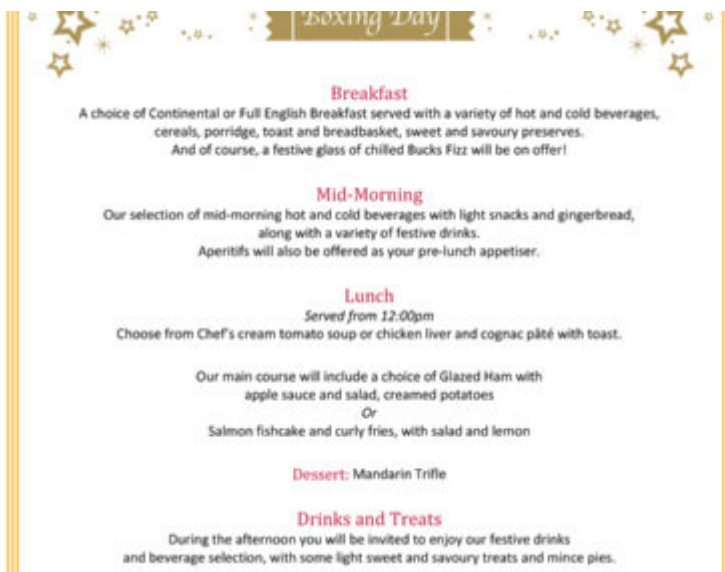 Boxing Day
Breakfast
A choice of Continental or Full English Breakfast served with a variety of hot and cold beverages,
cereals, porridge, toast and breadbasket, sweet and savoury preserves.
And of course, a festive glass of chilled Bucks Fizz will be on offer!
Mid-Morning
Our selection of mid-morning hot and cold beverages with light snacks and gingerbread,
along with a variety of festive drinks.
Aperitifs will also be offered as your pre-lunch appetiser.
Lunch
Served from 12:00pm
Choose from Chef's cream tomato soup or chicken liver and cognac pâté with toast.
Our main course will include a choice of Glazed Ham with
apple sauce and salad, creamed potatoes
Or
Salmon fishcake and curly fries, with salad and lemon
Dessert: Mandarin Trifle
Drinks and Treats
During the afternoon you will be invited to enjoy our festive drinks
and beverage selection, with some light sweet and savoury treats and mince pies.